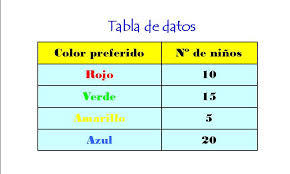 Tabla de datos
Color preferido Nº de niños
Rojo 10
Verde 15
Amarillo 5
Azul 20